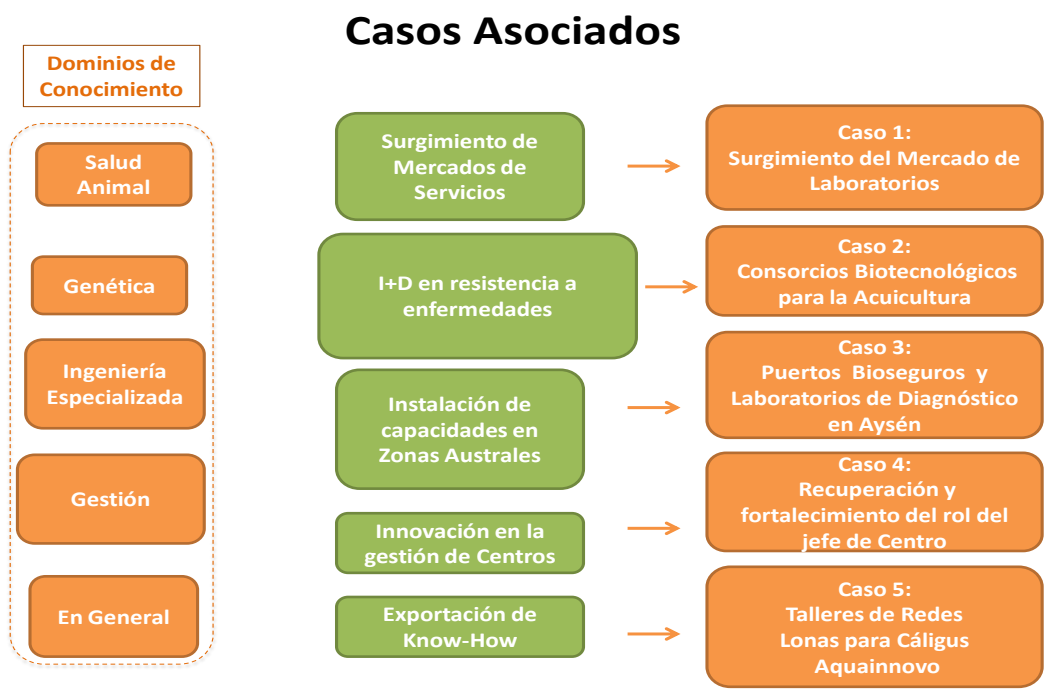 Casos Asociados
Dominios de
Conocimiento
Salud
Animal
Genética
Ingeniería
Especializada
Gestión
En General
Surgimiento de
Mercados de
Servicios
Caso 1:
Surgimiento del Mercado de
Laboratorios
I+D en resistencia a
enfermedades
Caso 2:
Consorcios Biotecnológicos
para la Acuicultura
Instalación de
capacidades en
Zonas Australes
Caso 3:
Puertos Bioseguros y
Laboratorios de Diagnóstico
en Aysén
Innovación en la
gestión de Centros
Caso 4:
Recuperación y
fortalecimiento del rol del
jefe de Centro
Exportación de
Know-How
Caso 5:
Talleres de Redes
Lonas para Cáligus
Aquainnovo